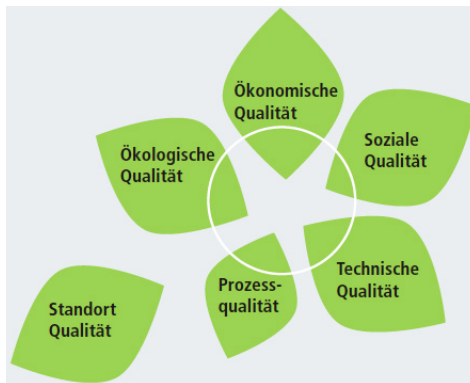 Ökonomische
Qualität
Soziale
Qualität
Ökologische
Qualität
Technische
Qualität
Prozess-
qualität
Standort
Qualität